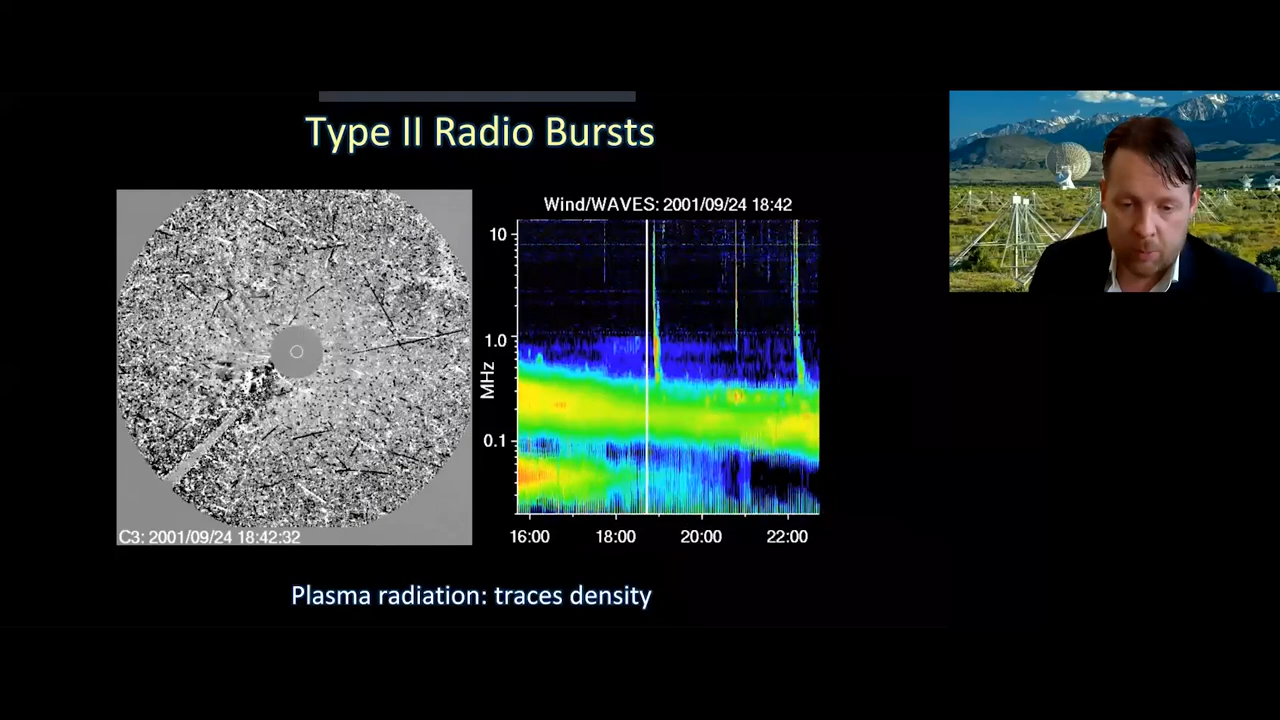 Type II Radio Bursts
Wind/WAVES: 2001/09/24 18:42
10
1.0
MHz
0.1
16:00 18:00 20:00 22:00
C3: 2001/09/24 18:42:32
Plasma radiation: traces density